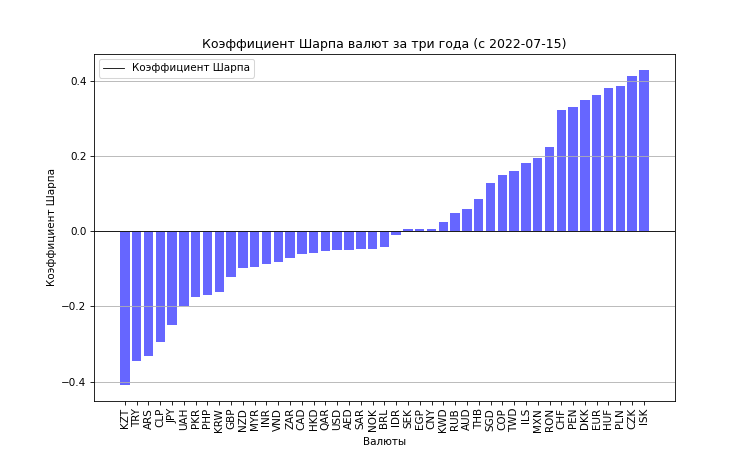 Коэффициент Шарпа валют за три года (с 2022-07-15)
Коэффициент Шарпа
Коэффициент Шарпа
0.4
0.2
0.0
−0.2
−0.4
KZT TRY ARS CLP JPY UAH PKR PHP KRW GBP NZD MYR INR VND ZAR CAD HKD QAR USD AED SAR NOK BRL IDR SEK EGP CNY KWD RUB AUD THB SGD COP TWD ILS MXN RON CHF PEN DKK EUR HUF PLN CZK ISK
Валюты